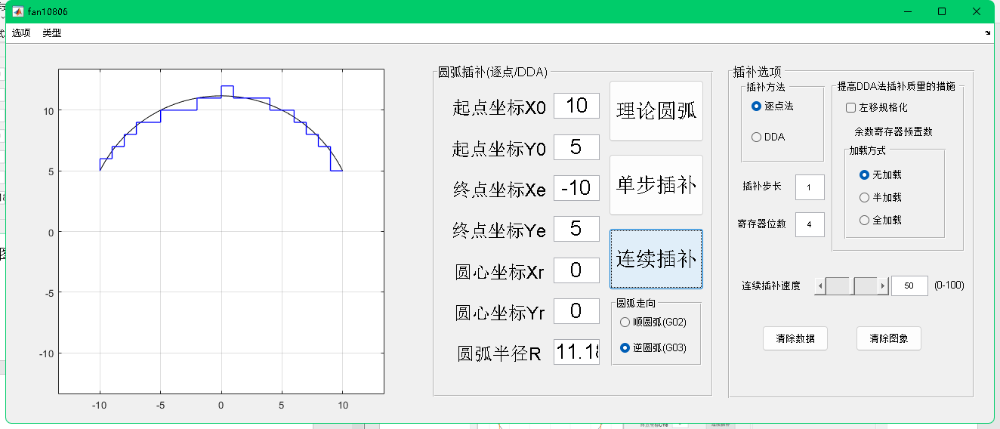 fan10806
选项 类型
10
5
0
-5
-10
-10 -5 0 5 10
圆弧插补(逐点/DDA)
起点坐标X0 10
起点坐标Y0 5
终点坐标Xe -10
终点坐标Ye 5
圆心坐标Xr 0
圆心坐标Yr 0
圆弧半径R 11.18
理论圆弧
单步插补
连续插补
圆弧走向
顺圆弧(G02)
逆圆弧(G03)
插补选项
插补方法
逐点法
DDA
插补步长 1
寄存器位数 4
提高DDA法插补质量的措施
左移规格化
余数寄存器预置数
加载方式
无加载
半加载
全加载
连续插补速度 50 (0-100)
清除数据 清除图象